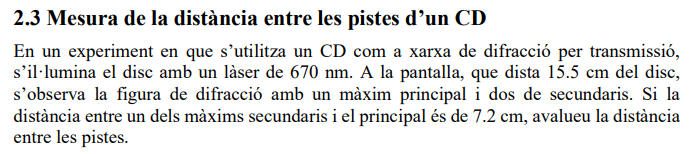 2.3 Mesura de la distància entre les pistes d’un CD
En un experiment en que s’utilitza un CD com a xarxa de difracció per transmissió,
s’il·lumina el disc amb un làser de 670 nm. A la pantalla, que dista 15.5 cm del disc,
s’observa la figura de difracció amb un màxim principal i dos de secundaris. Si la
distància entre un dels màxims secundaris i el principal és de 7.2 cm, avalueu la distància
entre les pistes.